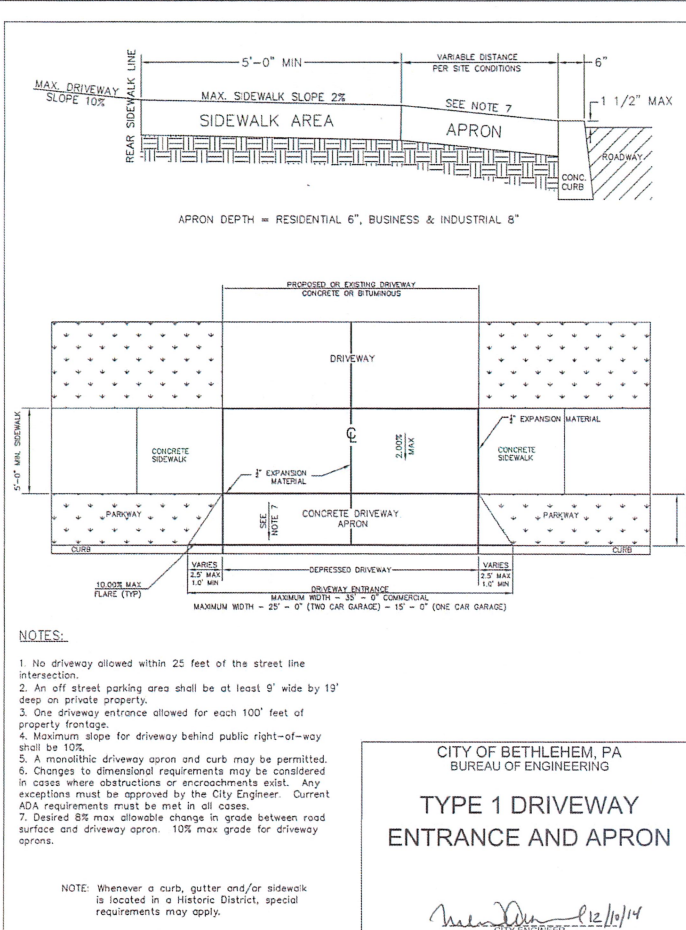 5'-0" MIN
VARIABLE DISTANCE
PER SITE CONDITIONS
6"
REAR SIDEWALK LINE
MAX. DRIVEWAY
SLOPE 10%
MAX. SIDEWALK SLOPE 2%
SEE NOTE 7
1 1/2" MAX
SIDEWALK AREA
APRON
ROADWAY
CONC.
CURB
APRON DEPTH = RESIDENTIAL 6", BUSINESS & INDUSTRIAL 8"
PROPOSED OR EXISTING DRIVEWAY
CONCRETE OR BITUMINOUS
DRIVEWAY
5'-0" MIN. SIDEWALK
EXPANSION MATERIAL
CONCRETE
SIDEWALK
CL
2.00%
MAX
CONCRETE
SIDEWALK
EXPANSION
MATERIAL
PARKWAY
SEE
NOTE 7
CONCRETE DRIVEWAY
APRON
PARKWAY
CURB
CURB
VARIES
2.5' MAX
1.0' MIN
DEPRESSED DRIVEWAY
VARIES
2.5' MAX
1.0' MIN
10.00% MAX
FLARE (TYP)
DRIVEWAY ENTRANCE
MAXIMUM WIDTH - 35' - 0" COMMERCIAL
MAXIMUM WIDTH - 25' - 0" (TWO CAR GARAGE) - 15' - 0" (ONE CAR GARAGE)
NOTES:
1. No driveway allowed within 25 feet of the street line
intersection.
2. An off street parking area shall be at least 9' wide by 19'
deep on private property.
3. One driveway entrance allowed for each 100' feet of
property frontage.
4. Maximum slope for driveway behind public right-of-way
shall be 10%.
5. A monolithic driveway apron and curb may be permitted.
6. Changes to dimensional requirements may be considered
in cases where obstructions or encroachments exist. Any
exceptions must be approved by the City Engineer. Current
ADA requirements must be met in all cases.
7. Desired 8% max allowable change in grade between road
surface and driveway apron. 10% max grade for driveway
aprons.
NOTE: Whenever a curb, gutter and/or sidewalk
is located in a Historic District, special
requirements may apply.
CITY OF BETHLEHEM, PA
BUREAU OF ENGINEERING
TYPE 1 DRIVEWAY
ENTRANCE AND APRON
12/10/14
CITY ENGINEER